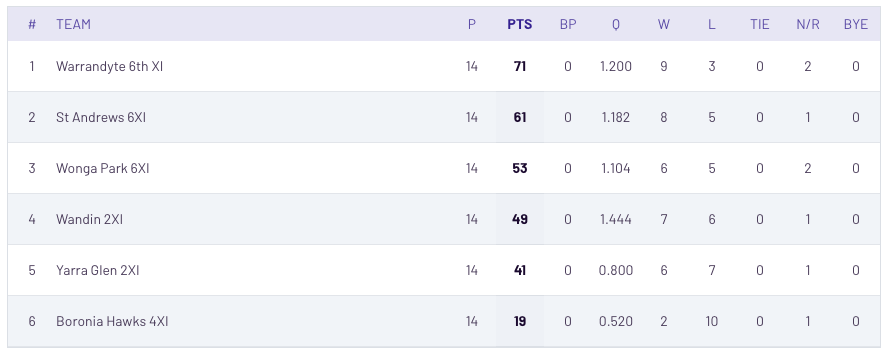 # TEAM P PTS BP Q W L TIE N/R BYE
1 Warrandyte 6th XI 14 71 0 1.200 9 3 0 2 0
2 St Andrews 6XI 14 61 0 1.182 8 5 0 1 0
3 Wonga Park 6XI 14 53 0 1.104 6 5 0 2 0
4 Wandin 2XI 14 49 0 1.444 7 6 0 1 0
5 Yarra Glen 2XI 14 41 0 0.800 6 7 0 1 0
6 Boronia Hawks 4XI 14 19 0 0.520 2 10 0 1 0